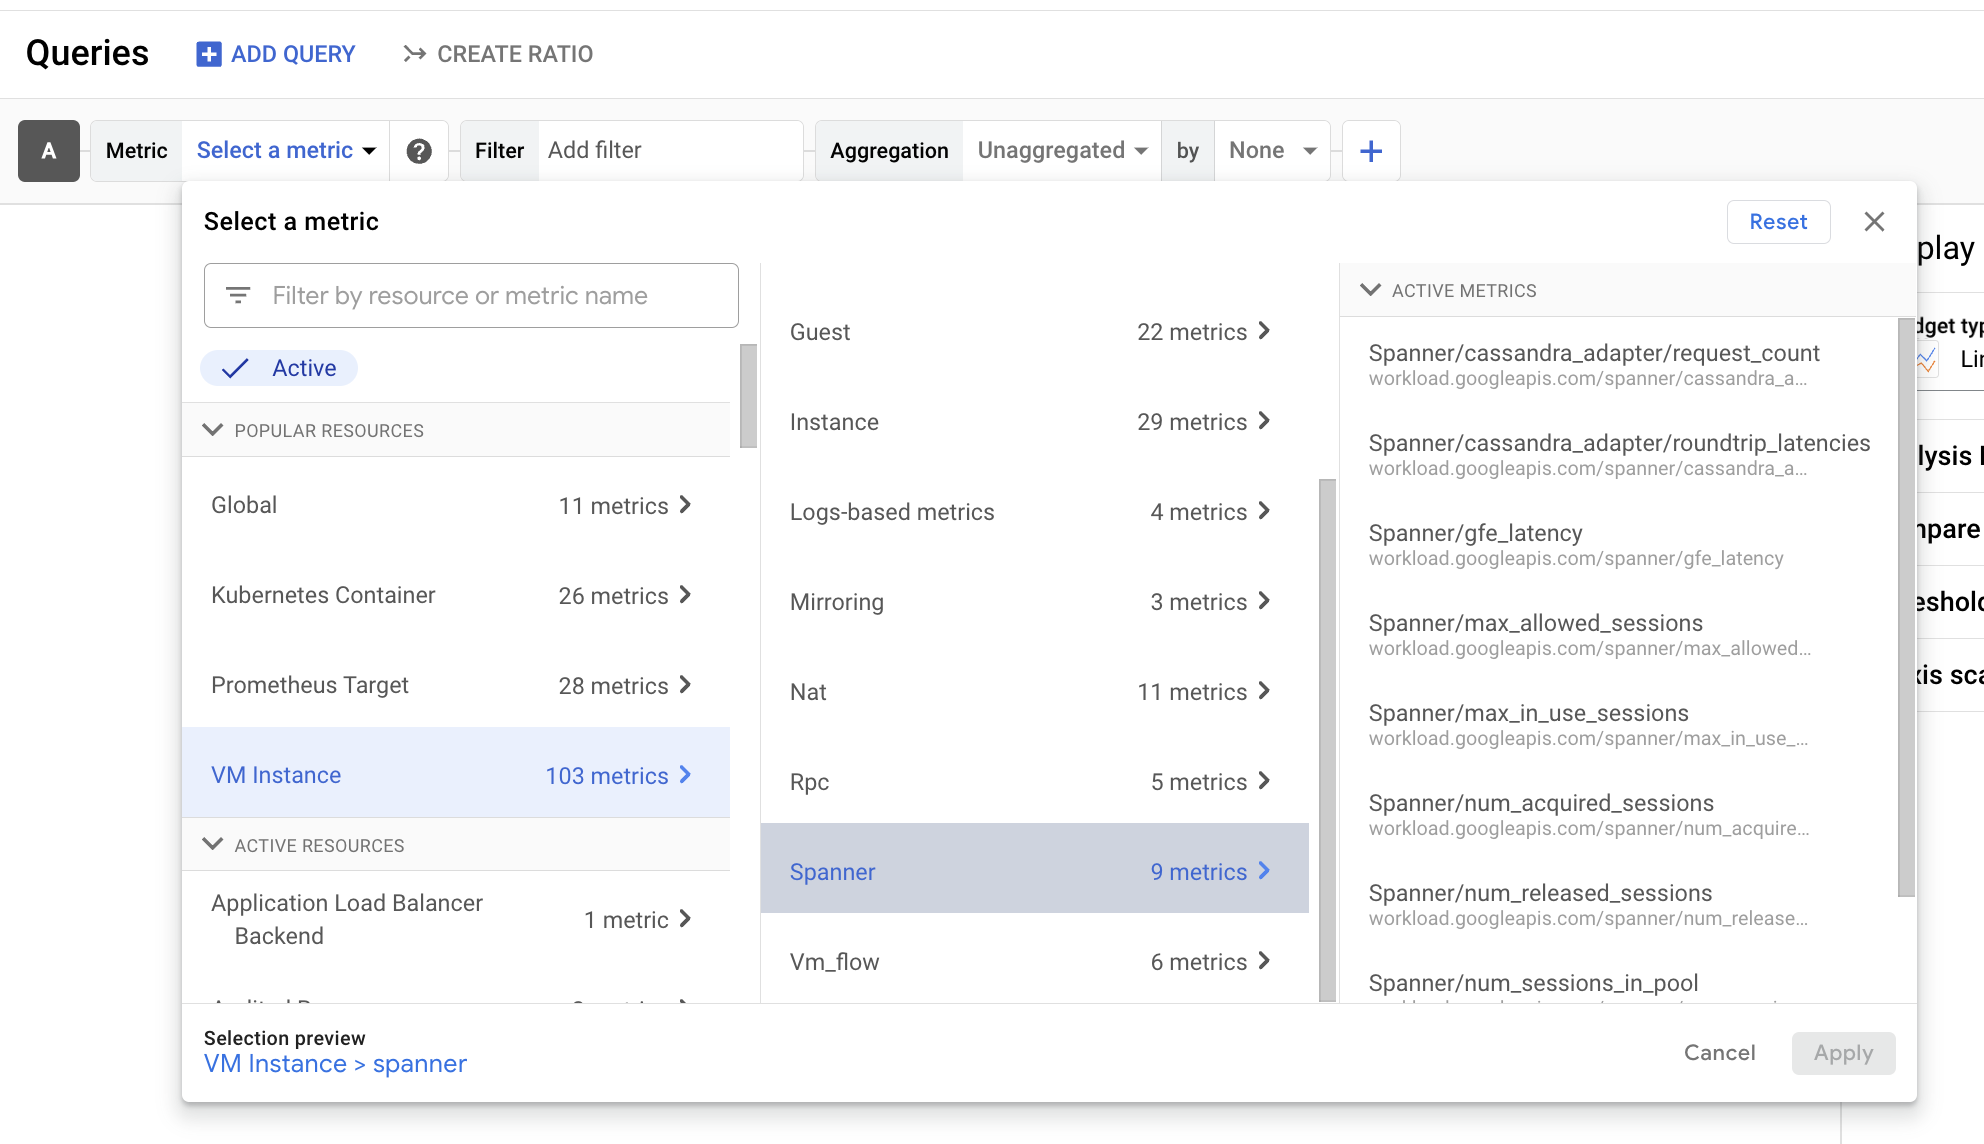 Queries
ADD QUERY
CREATE RATIO
A
Metric
Select a metric
?
Filter
Add filter
Aggregation
Unaggregated
by
None
Select a metric
Reset
Filter by resource or metric name
Active
POPULAR RESOURCES
Global 11 metrics
Kubernetes Container 26 metrics
Prometheus Target 28 metrics
VM Instance 103 metrics
ACTIVE RESOURCES
Application Load Balancer
Backend
1 metric
Guest 22 metrics
Instance 29 metrics
Logs-based metrics 4 metrics
Mirroring 3 metrics
Nat 11 metrics
Rpc 5 metrics
Spanner 9 metrics
Vm_flow 6 metrics
ACTIVE METRICS
Spanner/cassandra_adapter/request_count
workload.googleapis.com/spanner/cassandra_a...
Spanner/cassandra_adapter/roundtrip_latencies
workload.googleapis.com/spanner/cassandra_a...
Spanner/gfe_latency
workload.googleapis.com/spanner/gfe_latency
Spanner/max_allowed_sessions
workload.googleapis.com/spanner/max_allowed...
Spanner/max_in_use_sessions
workload.googleapis.com/spanner/max_in_use_...
Spanner/num_acquired_sessions
workload.googleapis.com/spanner/num_acquire...
Spanner/num_released_sessions
workload.googleapis.com/spanner/num_release...
Spanner/num_sessions_in_pool
Selection preview
VM Instance > spanner
Cancel
Apply
play
dget typ
Lin
lysis
npare
eshold
xis sca